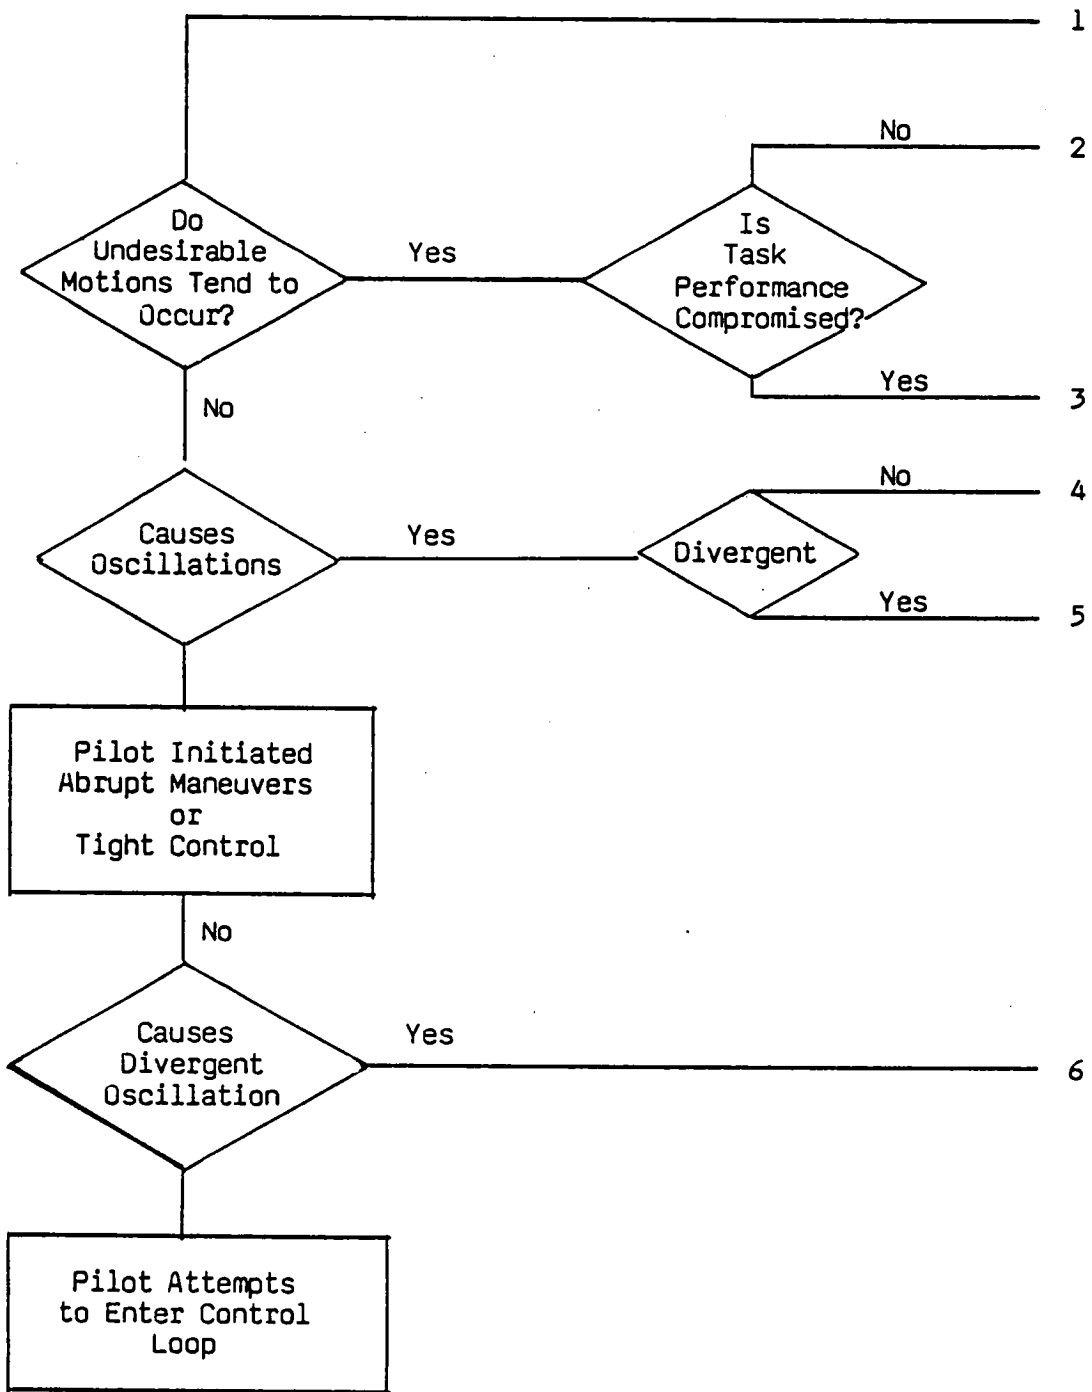 1
No
2
Do
Undesirable
Motions Tend to
Occur?
Yes
Is
Task
Performance
Compromised?
Yes
3
No
Causes
Oscillations
Yes
Divergent
No
4
Yes
5
Pilot Initiated
Abrupt Maneuvers
or
Tight Control
No
Causes
Divergent
Oscillation
Yes
6
Pilot Attempts
to Enter Control
Loop